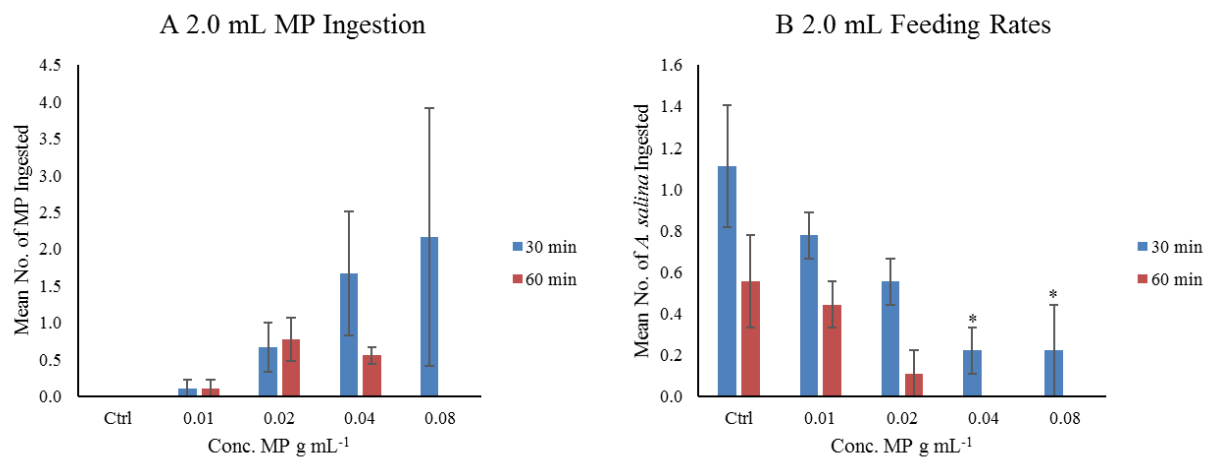 A 2.0 mL MP Ingestion
4.5
4.0
3.5
3.0
2.5
2.0
1.5
1.0
0.5
0.0
Mean No. of MP Ingested
Ctrl 0.01 0.02 0.04 0.08
Conc. MP g mL⁻¹
30 min
60 min
B 2.0 mL Feeding Rates
1.6
1.4
1.2
1.0
0.8
0.6
0.4
0.2
0.0
Mean No. of A. salina Ingested
*
*
Ctrl 0.01 0.02 0.04 0.08
Conc. MP g mL⁻¹
30 min
60 min